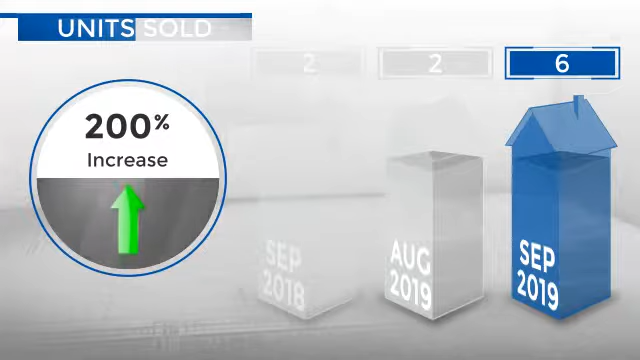 UNITS SOLD
2
2
6
200%
Increase
SEP
2018
AUG
2019
SEP
2019